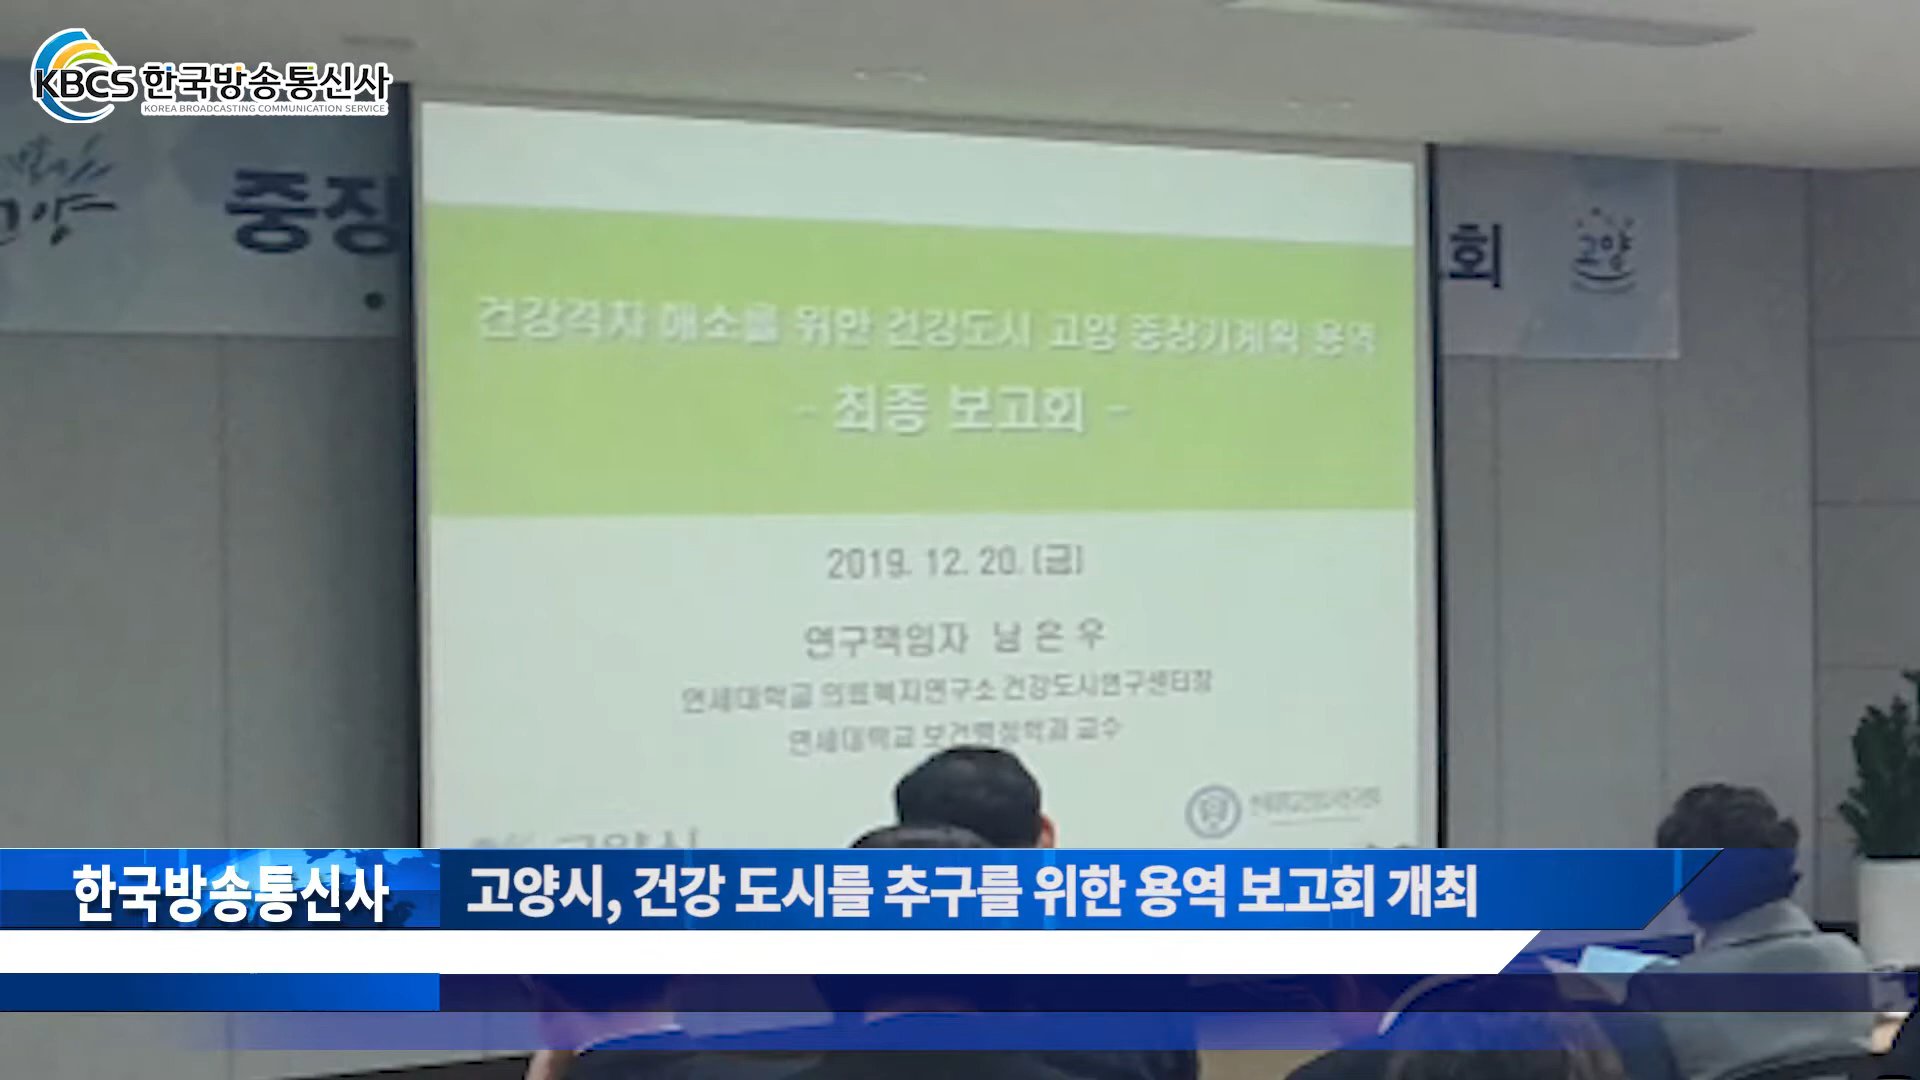 KBCS 한국방송통신사
KOREA BROADCASTING COMMUNICATION SERVICE
고양
중장
회
고양
건강격차 해소를 위한 건강도시 고양 중장기계획 용역
- 최종 보고회 -
2019. 12. 20. (금)
연구책임자 남은우
연세대학교 의료복지연구소 건강도시연구센터장
연세대학교 보건행정학과 교수
고양시
한국방송통신사
고양시, 건강 도시를 추구를 위한 용역 보고회 개최